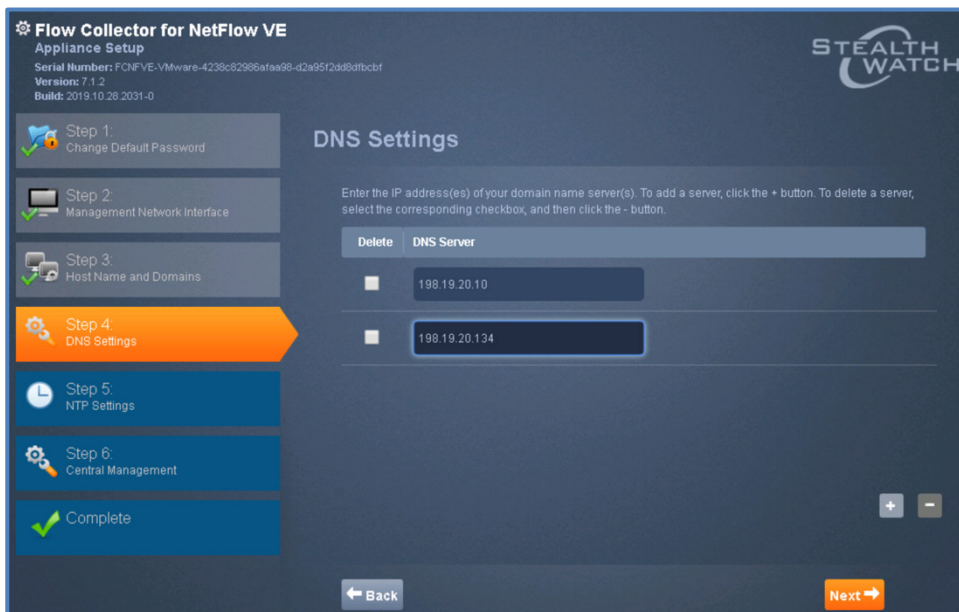 Flow Collector for NetFlow VE
Appliance Setup
Serial Number: FCNFVE-VMware-4238c82986afaa98-d2a95f2dd8dfbcbf
Version: 7.1.2
Build: 2019.10.28.2031-0
STEALTH
WATCH
Step 1:
Change Default Password
Step 2:
Management Network Interface
Step 3:
Host Name and Domains
Step 4:
DNS Settings
Step 5:
NTP Settings
Step 6:
Central Management
Complete
DNS Settings
Enter the IP address(es) of your domain name server(s). To add a server, click the + button. To delete a server,
select the corresponding checkbox, and then click the - button.
Delete DNS Server
198.19.20.10
198.19.20.134
+ -
Back Next